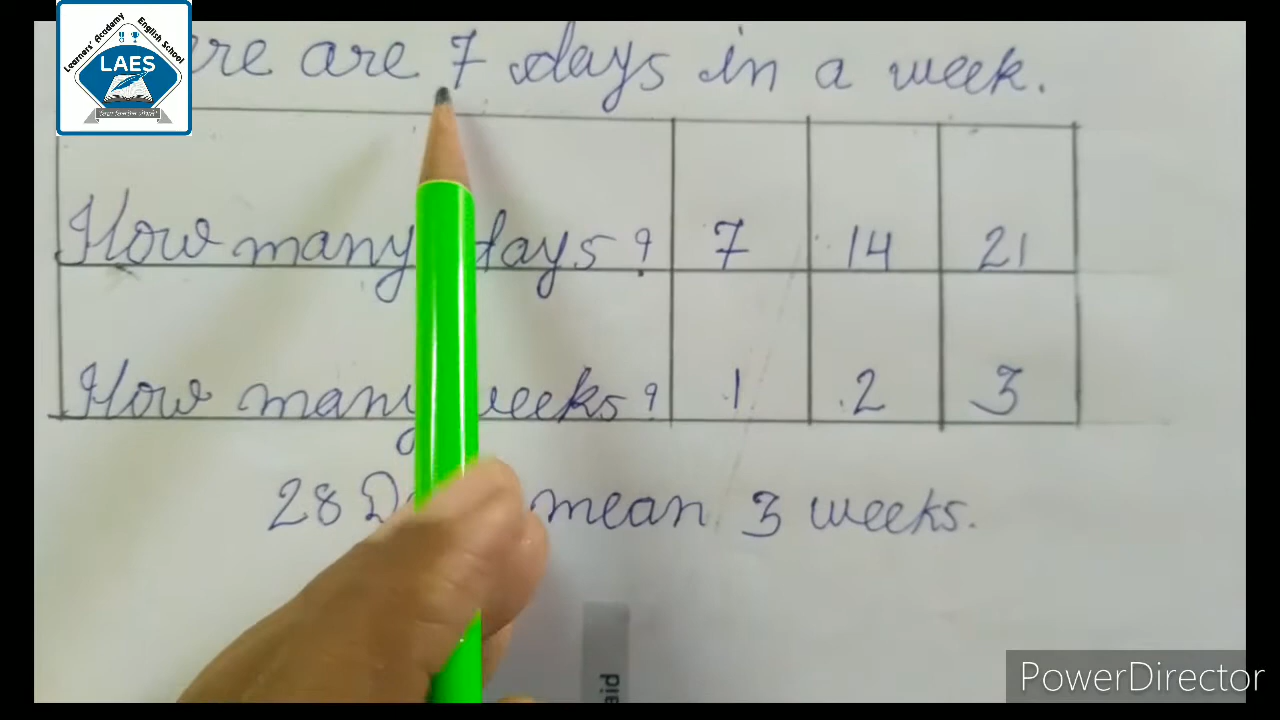 Learners' Academy English School
LAES
are 7 days in a week.
How many days? 7 14 21
How many weeks? 1 2 3
28 mean 3 weeks.
PowerDirector